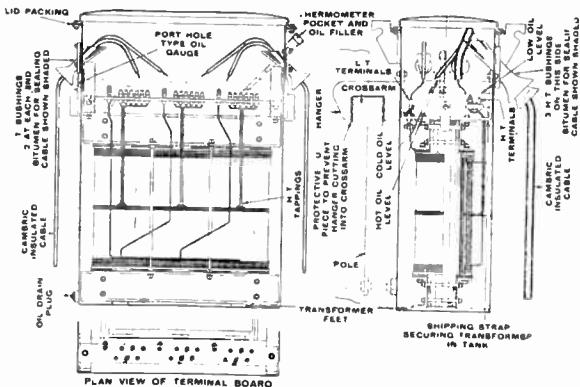 LID PACKING
PORT HOLE
TYPE OIL
GAUGE
THERMOMETER
POCKET AND
OIL FILLER
L T
TERMINALS
CROSSARM
HANGER
LOW OIL
LEVEL
3 H T BUSHINGS
ON THIS SIDE
BITUMEN FOR
CABLE SHOWN SHADED
H T
TERMINALS
T BUSHINGS
2 AT EACH END
BITUMEN FOR SEALING
CABLE SHOWN SHADED
CAMBRIC
INSULATED
CABLE
H T
TAPPINGS
PROTECTIVE U
PIECE TO PREVENT
HANGER CUTTING
INTO CROSSARM
COLD OIL
LEVEL
HOT OIL
LEVEL
CAMBRIC
INSULATED
CABLE
POLE
OIL DRAIN
PLUG
TRANSFORMER
FEET
SHIPPING STRAP
SECURING TRANSFORMER
IN TANK
PLAN VIEW OF TERMINAL BOARD